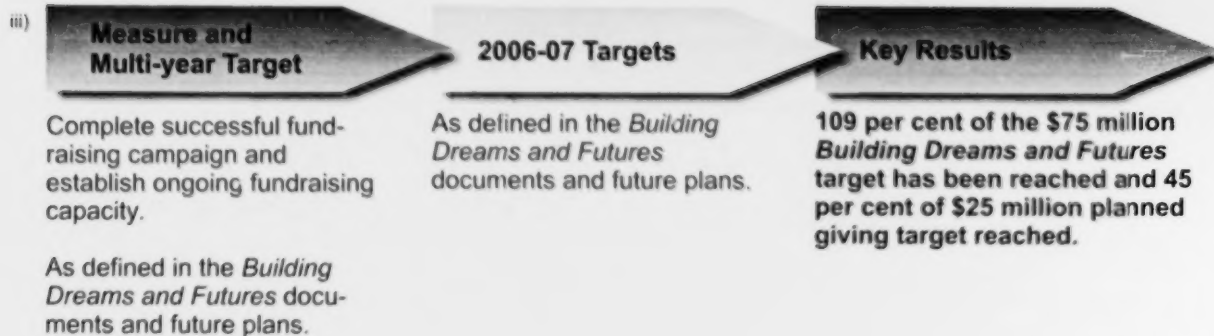 iii)
Measure and
Multi-year Target
2006-07 Targets
Key Results
Complete successful fund-
raising campaign and
establish ongoing fundraising
capacity.
As defined in the Building
Dreams and Futures docu-
ments and future plans.
As defined in the Building
Dreams and Futures
documents and future plans.
109 per cent of the $75 million
Building Dreams and Futures
target has been reached and 45
per cent of $25 million planned
giving target reached.